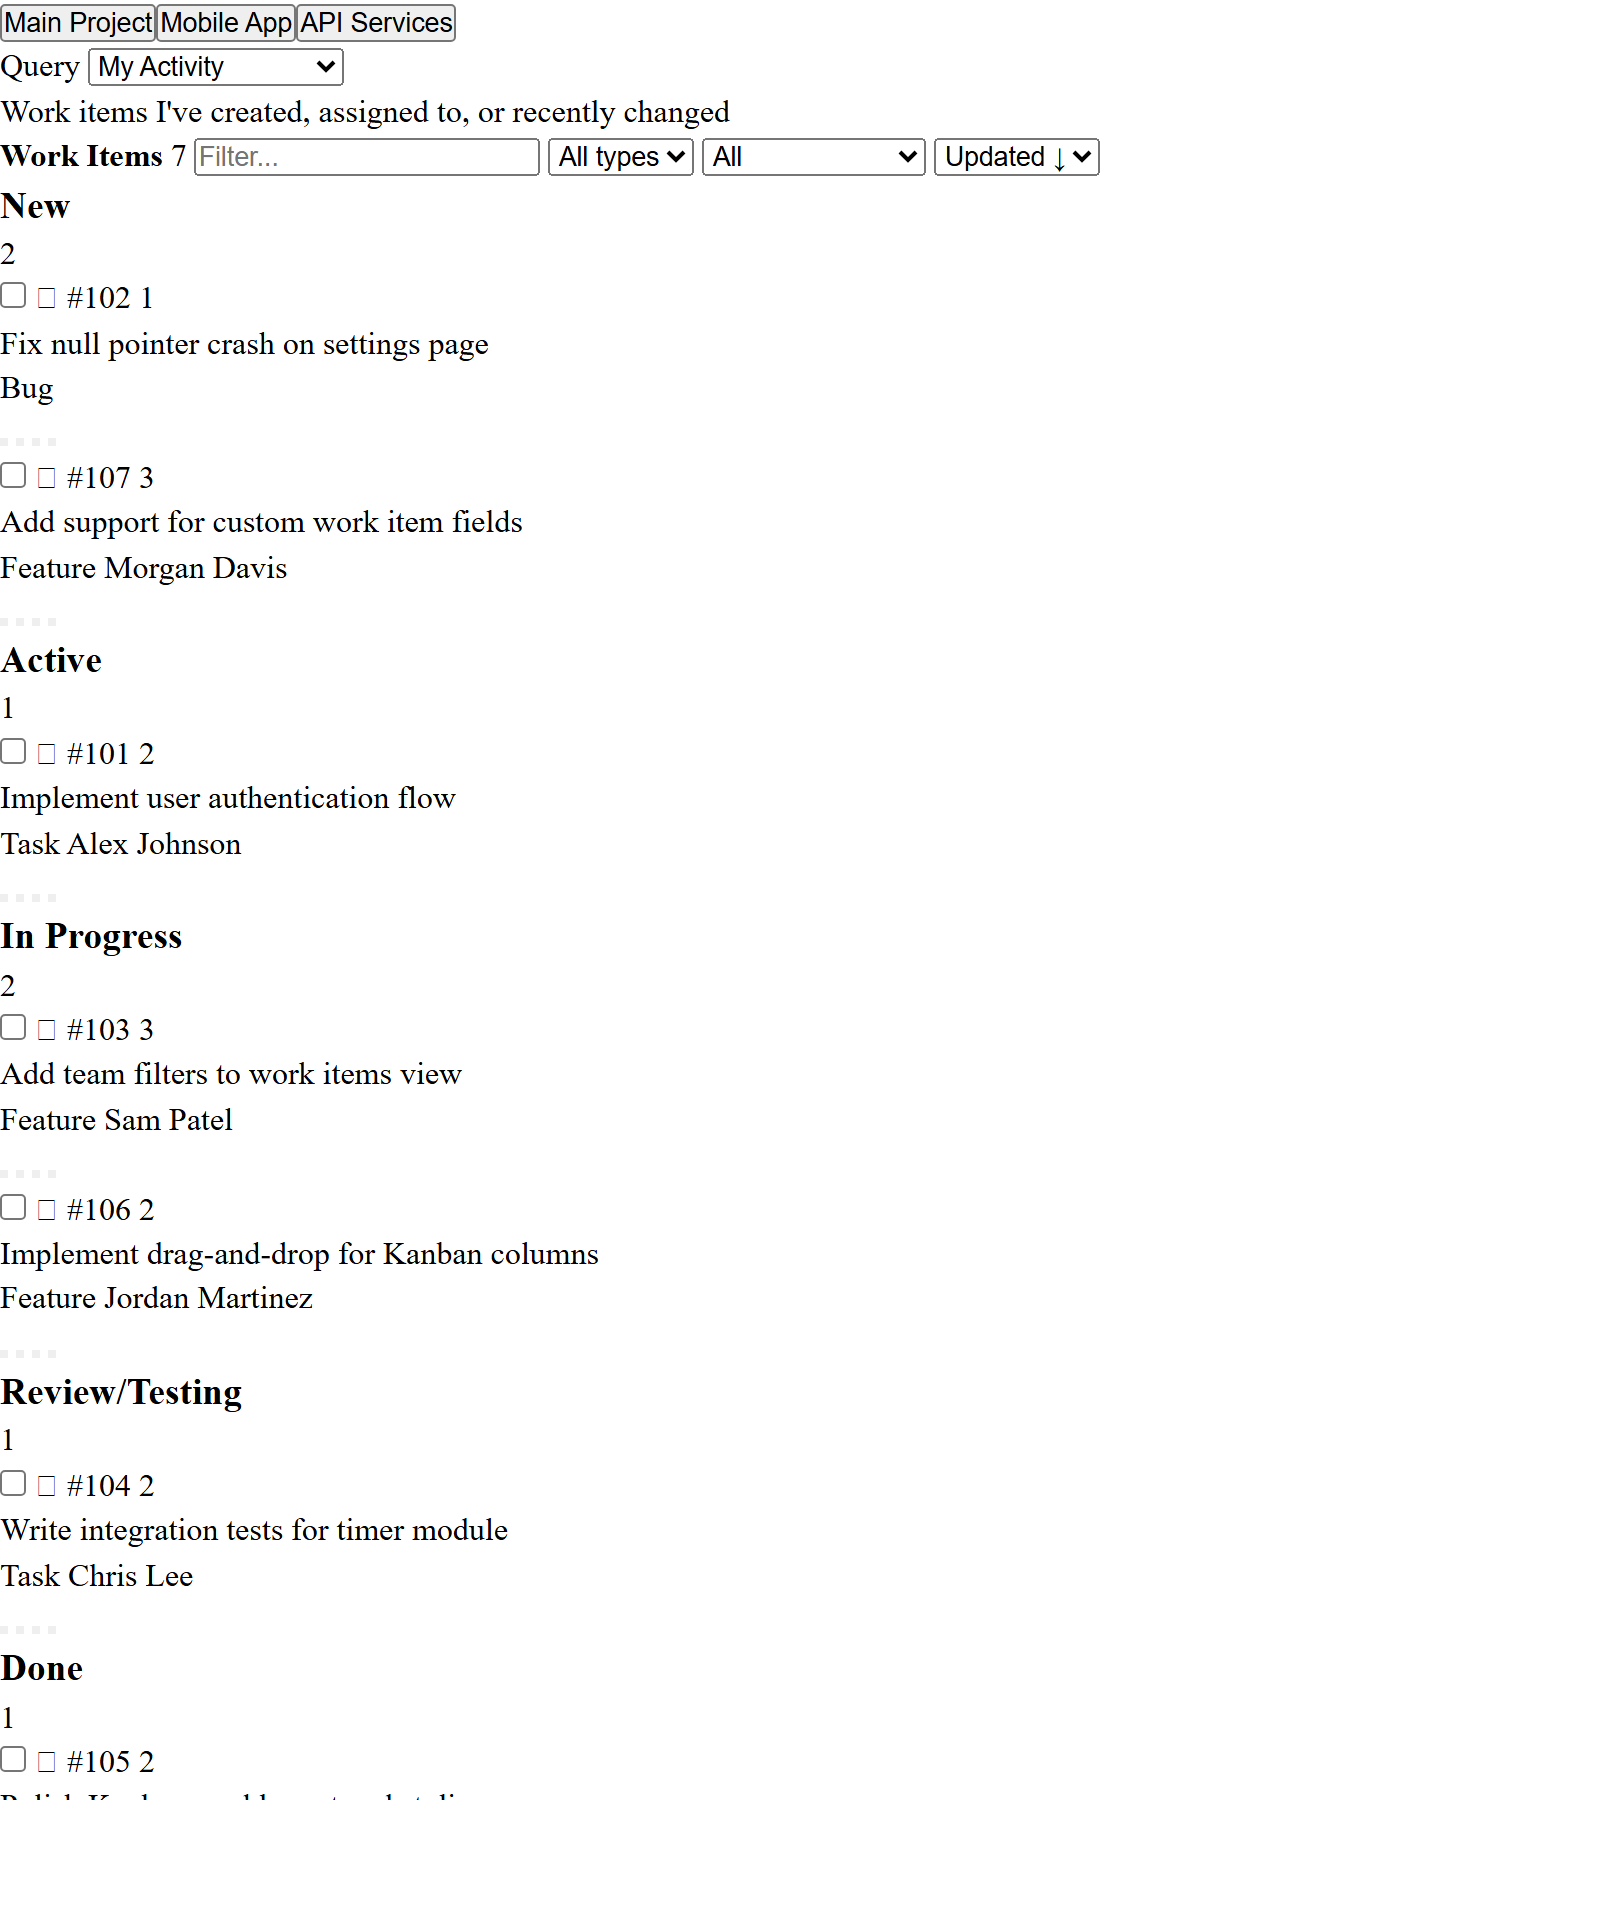 Main Project Mobile App API Services
Query My Activity
Work items I've created, assigned to, or recently changed
Work Items 7 Filter... All types All Updated ↓
New
2
#102 1
Fix null pointer crash on settings page
Bug
#107 3
Add support for custom work item fields
Feature Morgan Davis
Active
1
#101 2
Implement user authentication flow
Task Alex Johnson
In Progress
2
#103 3
Add team filters to work items view
Feature Sam Patel
#106 2
Implement drag-and-drop for Kanban columns
Feature Jordan Martinez
Review/Testing
1
#104 2
Write integration tests for timer module
Task Chris Lee
Done
1
#105 2